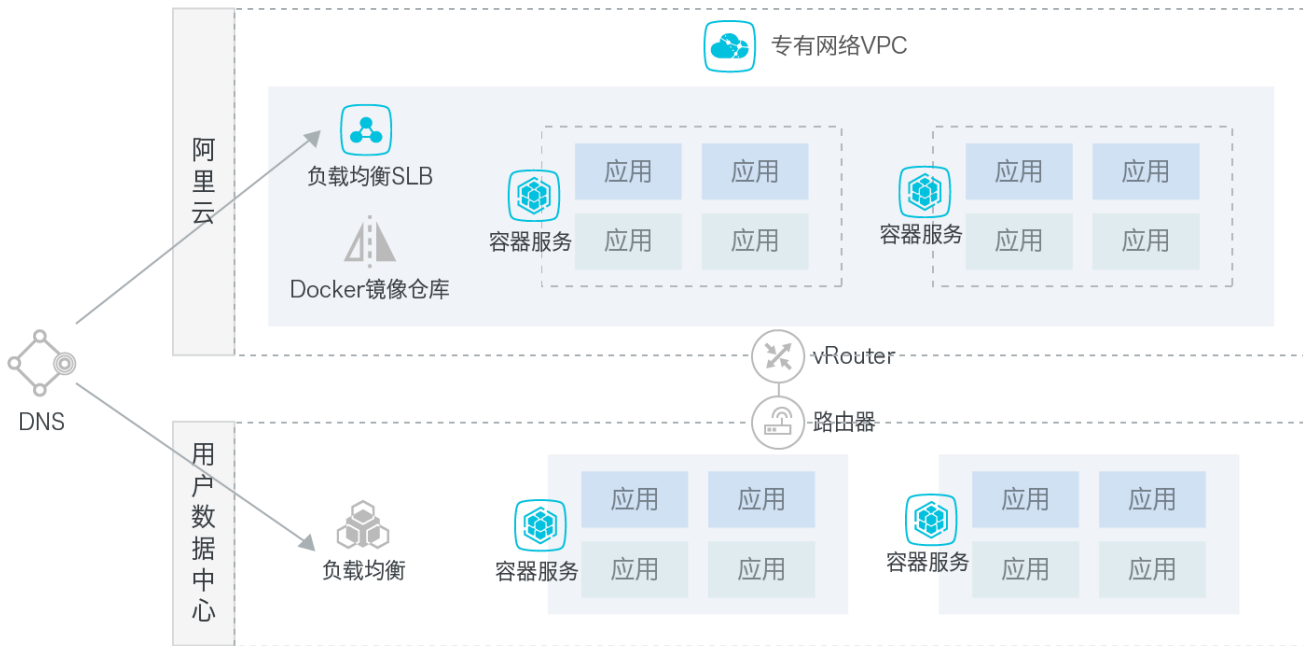 专有网络VPC
阿里云
负载均衡SLB
应用 应用 应用 应用
容器服务 容器服务
应用 应用 应用 应用
Docker镜像仓库
vRouter
DNS
路由器
用户数据中心
应用 应用 应用 应用
负载均衡 容器服务 容器服务
应用 应用 应用 应用